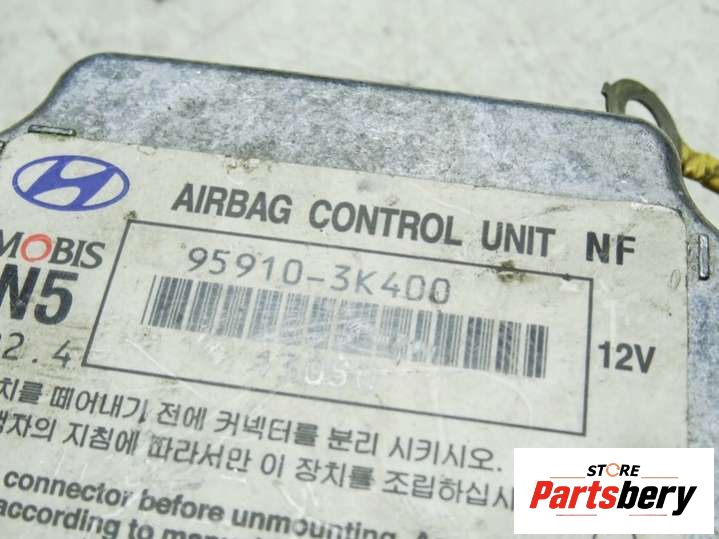 AIRBAG CONTROL UNIT NF
MOBIS
95910-3K400
N5
12V
2.4
치를 떼어내기 전에 커넥터를 분리 시키시오.
의 지침에 따라서만 이 장치를 조립하십시
connector before unmounting.
according to
STORE
Partsbery